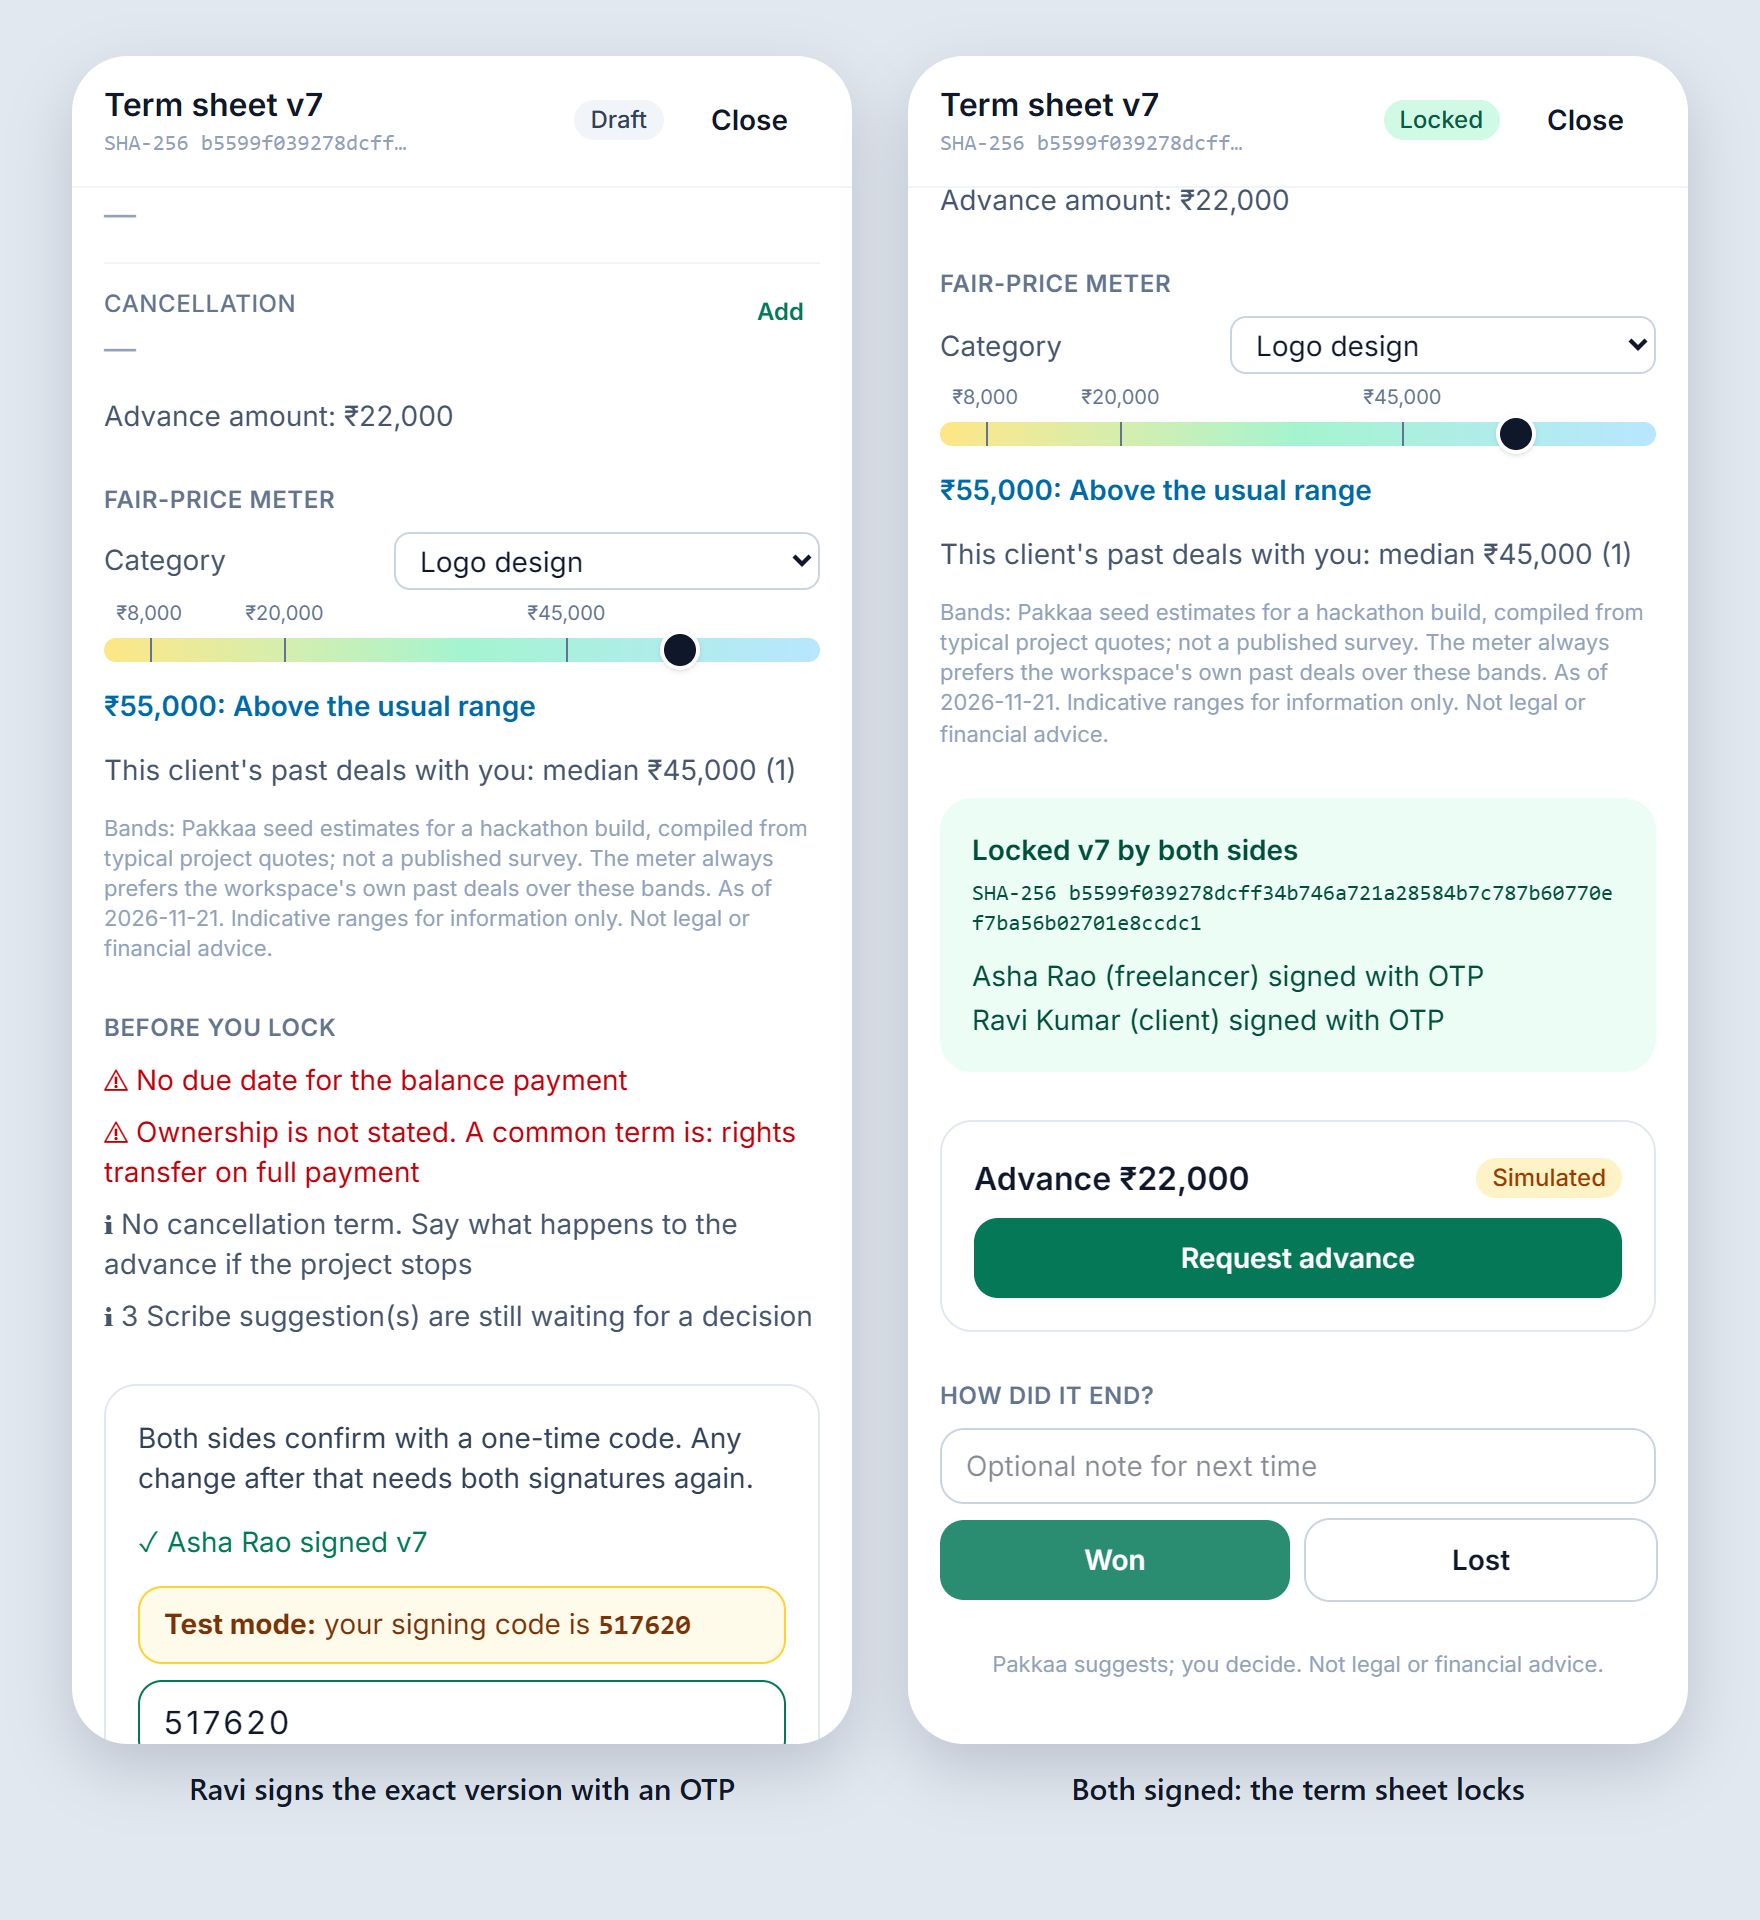 Term sheet v7
Draft
Close
SHA-256 b5599f039278dcff…
—
CANCELLATION
Add
—
Advance amount: ₹22,000
FAIR-PRICE METER
Category
Logo design
₹8,000
₹20,000
₹45,000
₹55,000: Above the usual range
This client's past deals with you: median ₹45,000 (1)
Bands: Pakkaa seed estimates for a hackathon build, compiled from
typical project quotes; not a published survey. The meter always
prefers the workspace's own past deals over these bands. As of
2026-11-21. Indicative ranges for information only. Not legal or
financial advice.
BEFORE YOU LOCK
⚠ No due date for the balance payment
⚠ Ownership is not stated. A common term is: rights
transfer on full payment
ℹ No cancellation term. Say what happens to the
advance if the project stops
ℹ 3 Scribe suggestion(s) are still waiting for a decision
Both sides confirm with a one-time code. Any
change after that needs both signatures again.
✓ Asha Rao signed v7
Test mode: your signing code is 517620
517620
Ravi signs the exact version with an OTP
Term sheet v7
Locked
Close
SHA-256 b5599f039278dcff…
Advance amount: ₹22,000
FAIR-PRICE METER
Category
Logo design
₹8,000
₹20,000
₹45,000
₹55,000: Above the usual range
This client's past deals with you: median ₹45,000 (1)
Bands: Pakkaa seed estimates for a hackathon build, compiled from
typical project quotes; not a published survey. The meter always
prefers the workspace's own past deals over these bands. As of
2026-11-21. Indicative ranges for information only. Not legal or
financial advice.
Locked v7 by both sides
SHA-256 b5599f039278dcff34b746a721a28584b7c787b60770e
f7ba56b02701e8ccdc1
Asha Rao (freelancer) signed with OTP
Ravi Kumar (client) signed with OTP
Advance ₹22,000
Simulated
Request advance
HOW DID IT END?
Optional note for next time
Won
Lost
Pakkaa suggests; you decide. Not legal or financial advice.
Both signed: the term sheet locks